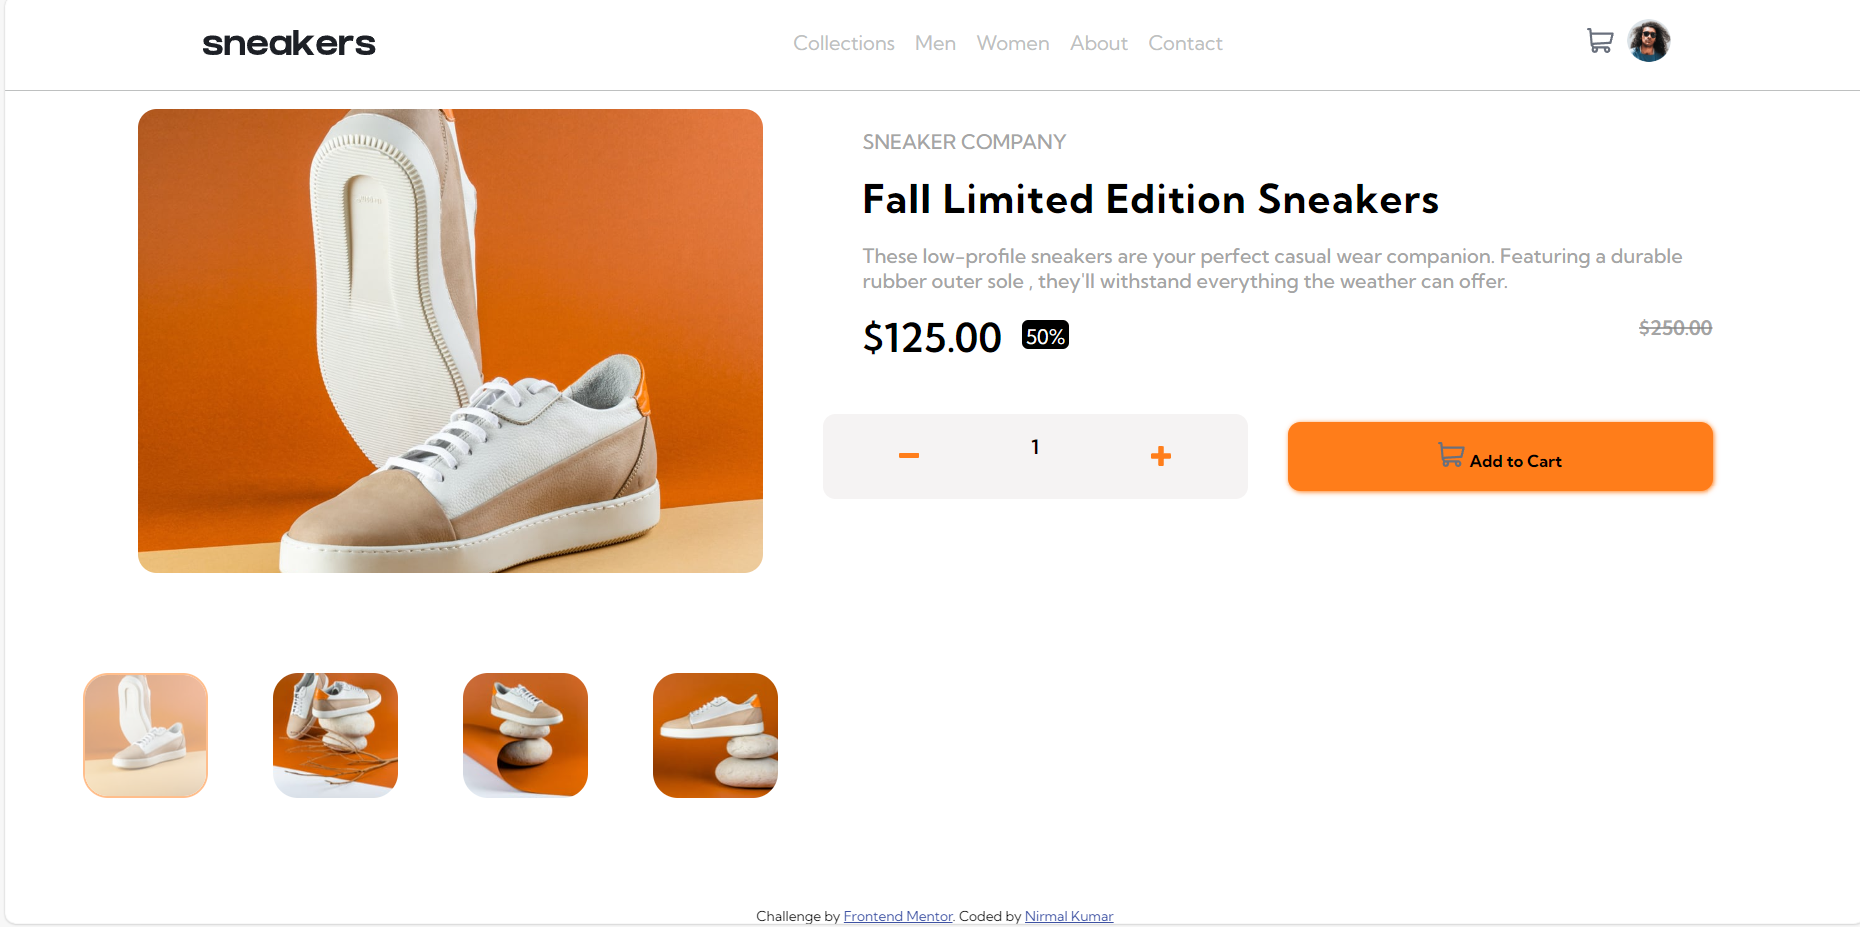 sneakers
Collections Men Women About Contact
SNEAKER COMPANY
Fall Limited Edition Sneakers
These low-profile sneakers are your perfect casual wear companion. Featuring a durable
rubber outer sole , they'll withstand everything the weather can offer.
$125.00 50% $250.00
1
Add to Cart
Challenge by Frontend Mentor. Coded by Nirmal Kumar